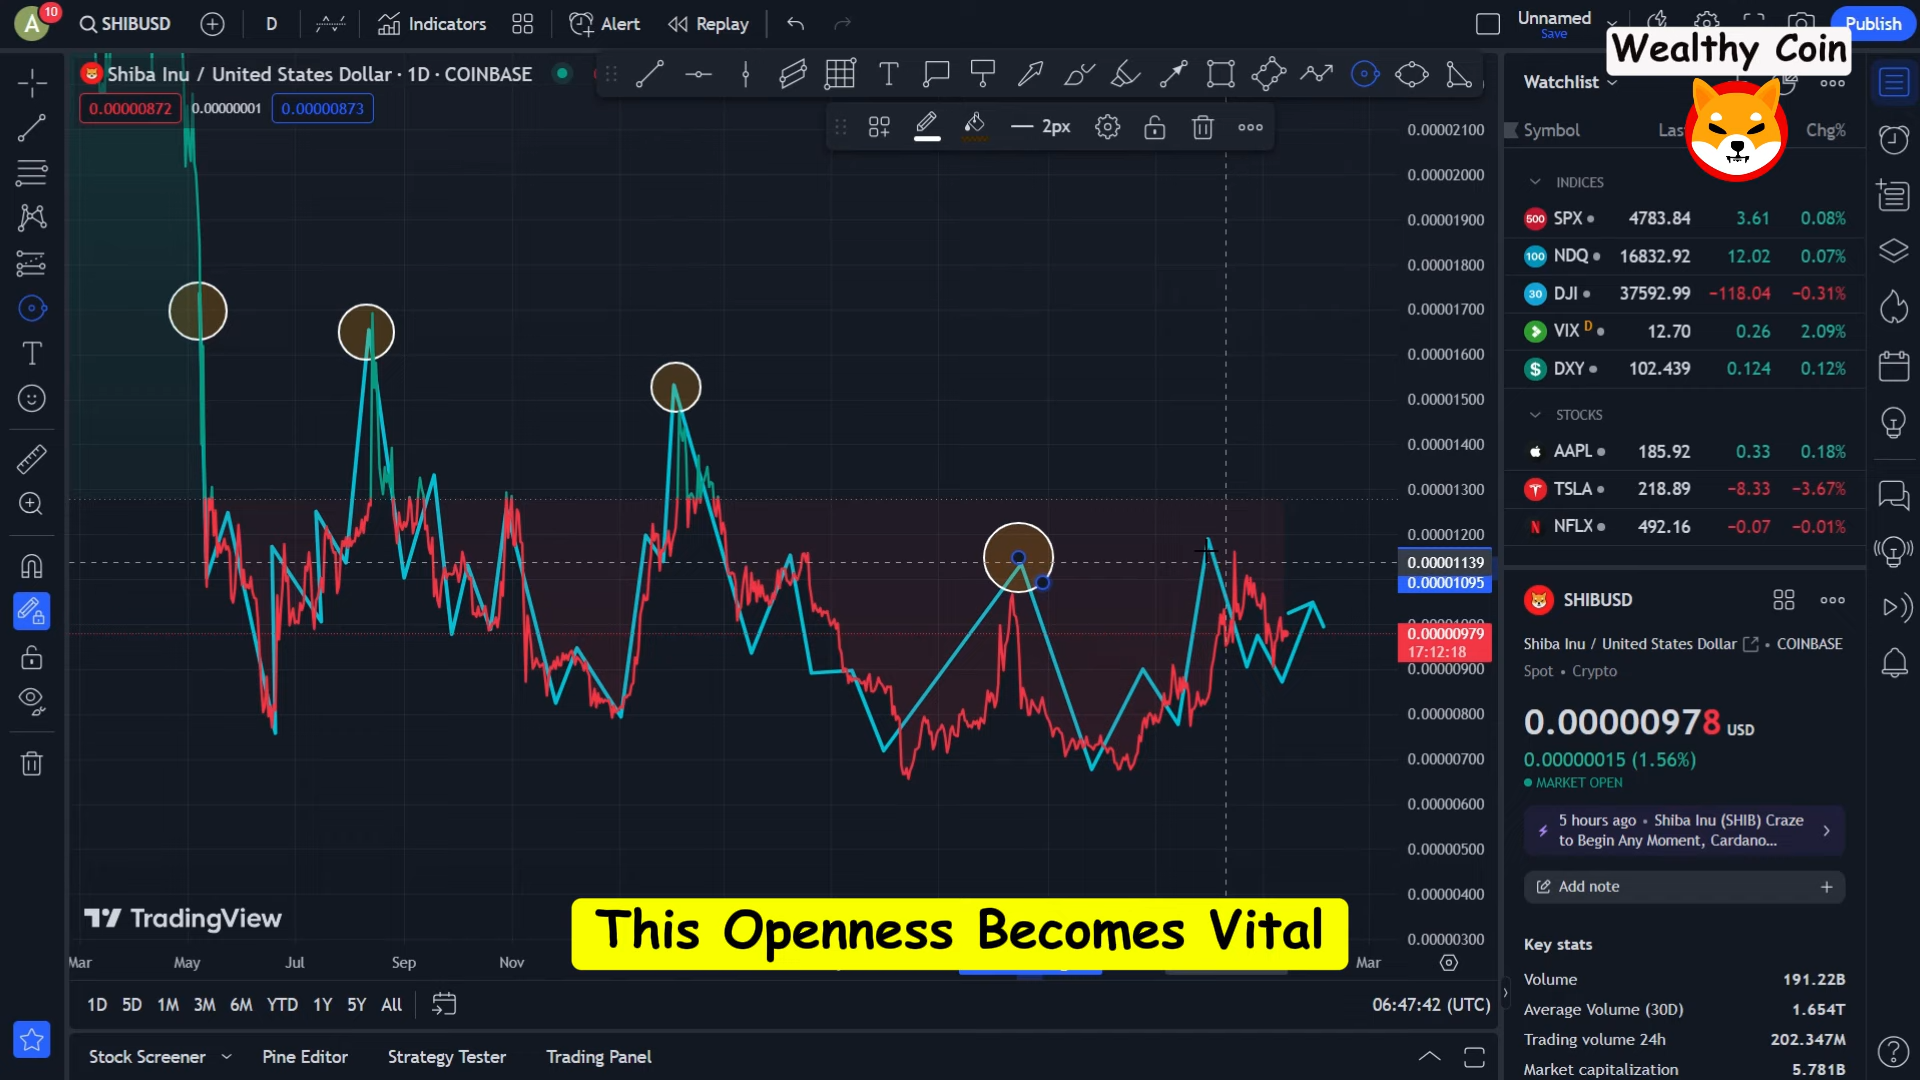 A
10
SHIBUSD
D
Indicators
Alert
Replay
Unnamed
Save
Publish
Wealthy Coin
Shiba Inu / United States Dollar · 1D · COINBASE
0.00000872
0.00000001
0.00000873
T
2px
Watchlist
Symbol
Las
Chg%
INDICES
500 SPX 4783.84 3.61 0.08%
100 NDQ 16832.92 12.02 0.07%
30 DJI 37592.99 −118.04 −0.31%
VIX D 12.70 0.26 2.09%
$ DXY 102.439 0.124 0.12%
STOCKS
AAPL 185.92 0.33 0.18%
TSLA 218.89 −8.33 −3.67%
N NFLX 492.16 −0.07 −0.01%
0.00002100
0.00002000
0.00001900
0.00001800
0.00001700
0.00001600
0.00001500
0.00001400
0.00001300
0.00001200
0.00001139
0.00001095
0.00000979
17:12:18
0.00000900
0.00000800
0.00000700
0.00000600
0.00000500
0.00000400
0.00000300
SHIBUSD
Shiba Inu / United States Dollar • COINBASE
Spot • Crypto
0.00000978 USD
0.00000015 (1.56%)
MARKET OPEN
5 hours ago • Shiba Inu (SHIB) Craze
to Begin Any Moment, Cardano...
Add note
Key stats
Volume 191.22B
Average Volume (30D) 1.654T
Trading volume 24h 202.347M
Market capitalization 5.781B
TradingView
This Openness Becomes Vital
Mar
May
Jul
Sep
Nov
Mar
1D 5D 1M 3M 6M YTD 1Y 5Y All
06:47:42 (UTC)
Stock Screener
Pine Editor
Strategy Tester
Trading Panel